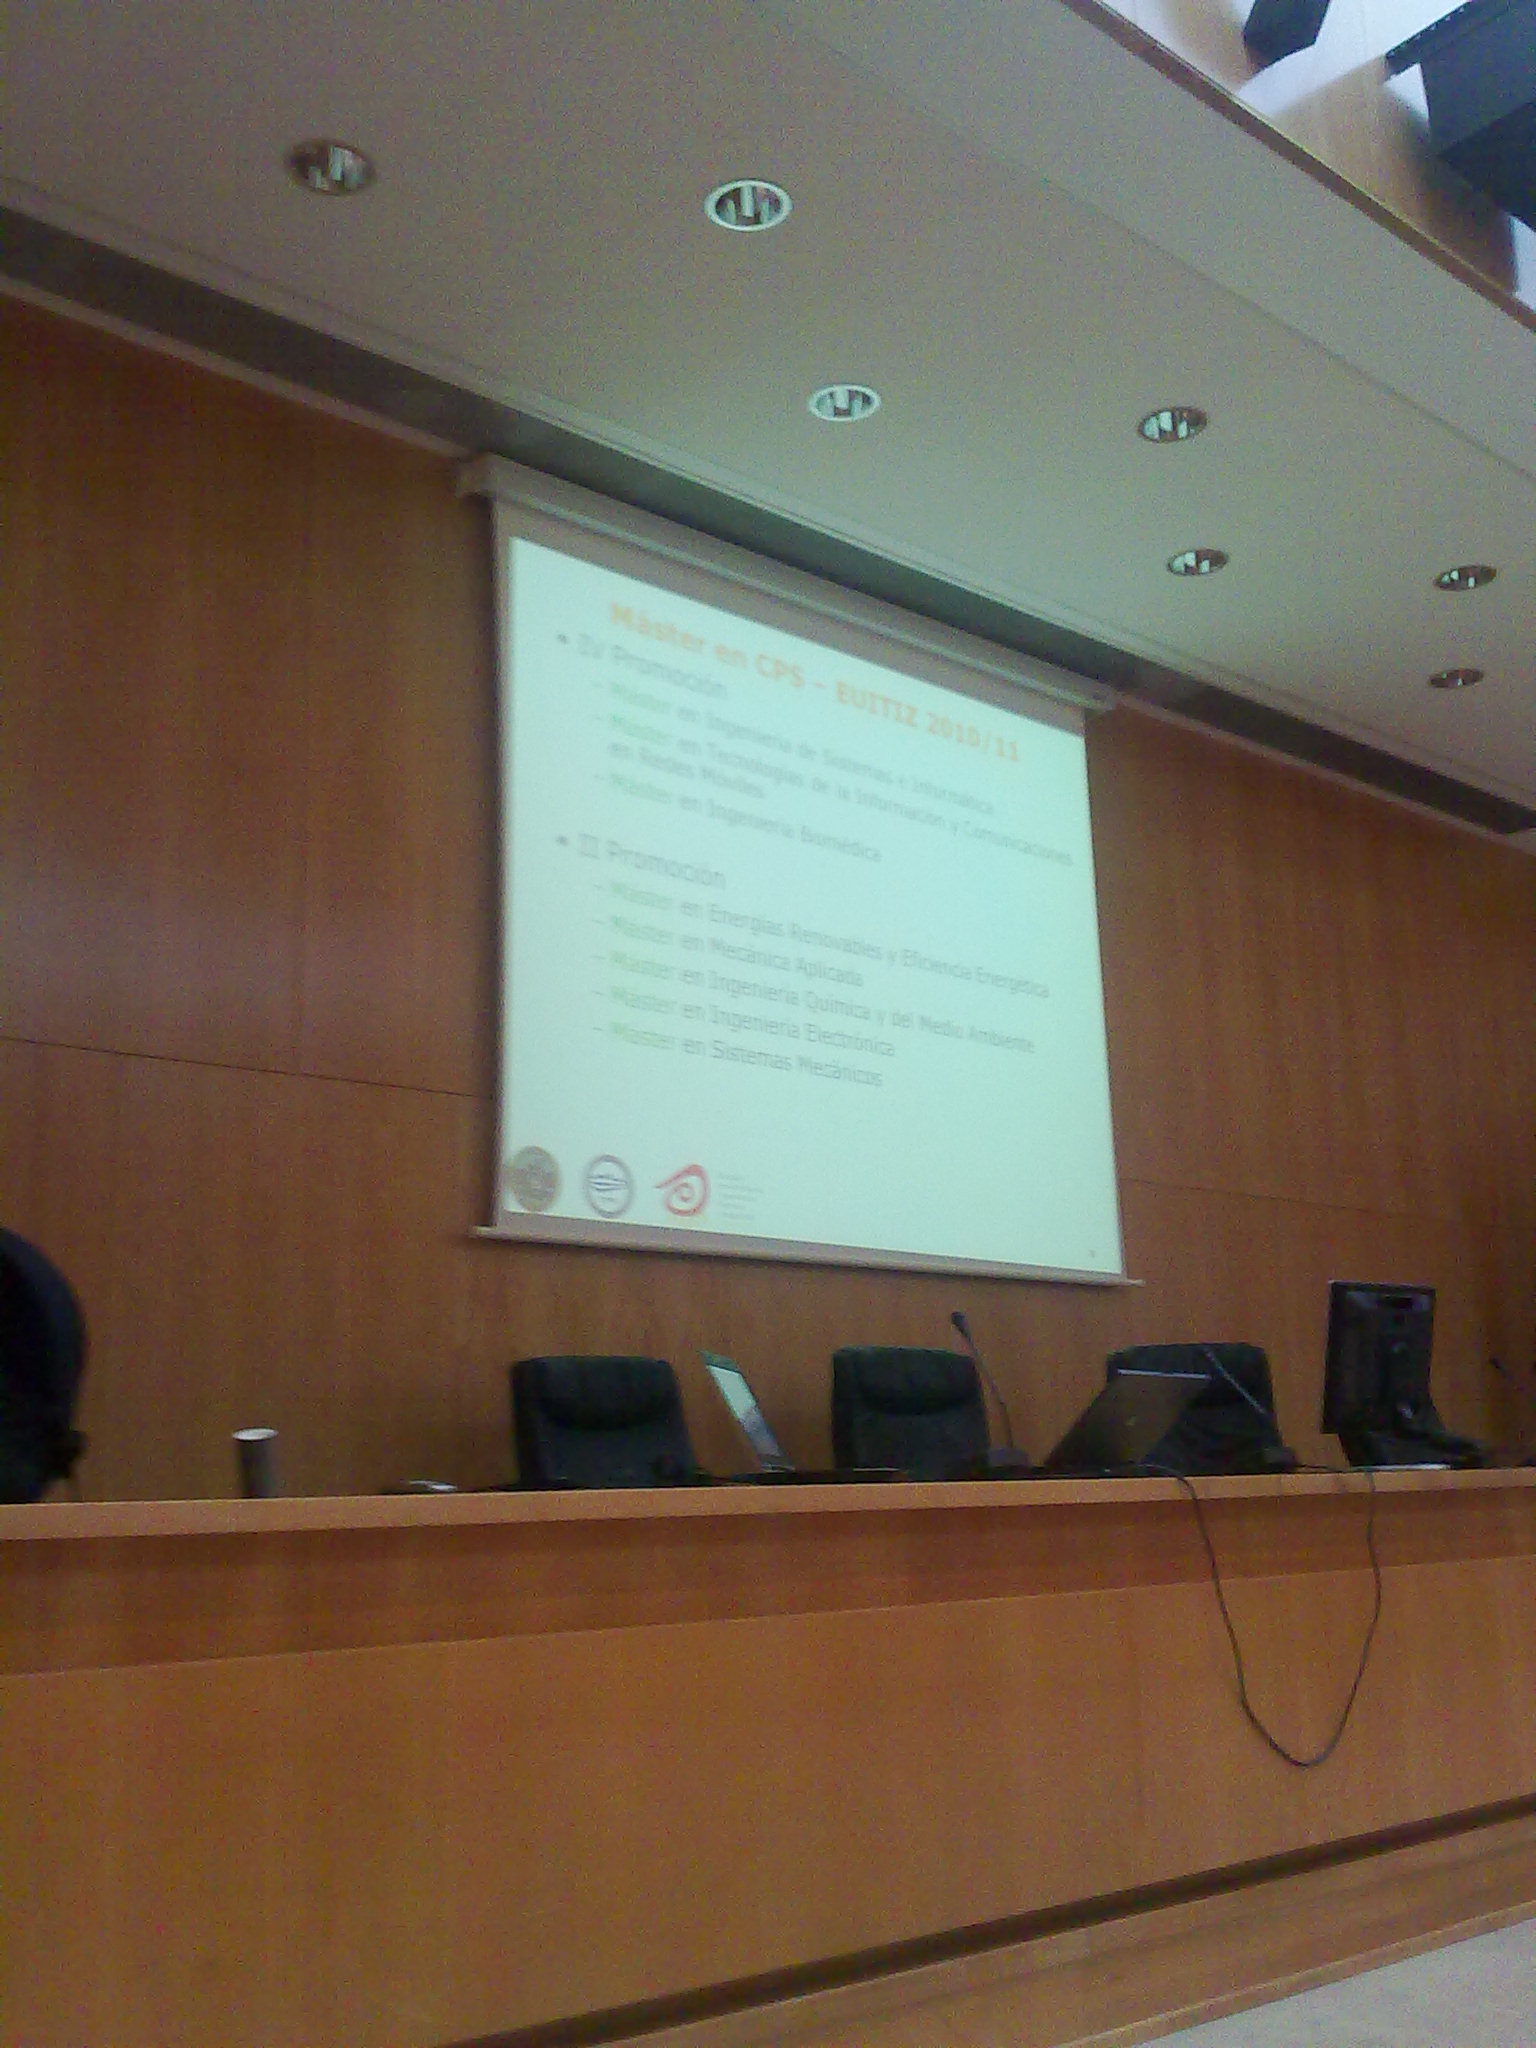 Máster en CPS – EUITIZ 2010/11
• IV Promoción
– Máster en Ingeniería de Sistemas e Informática
– Máster en Tecnologías de la Información y Comunicaciones
en Redes Móviles
– Máster en Ingeniería Biomédica
• II Promoción
– Máster en Energías Renovables y Eficiencia Energética
– Máster en Mecánica Aplicada
– Máster en Ingeniería Química y del Medio Ambiente
– Máster en Ingeniería Electrónica
– Máster en Sistemas Mecánicos